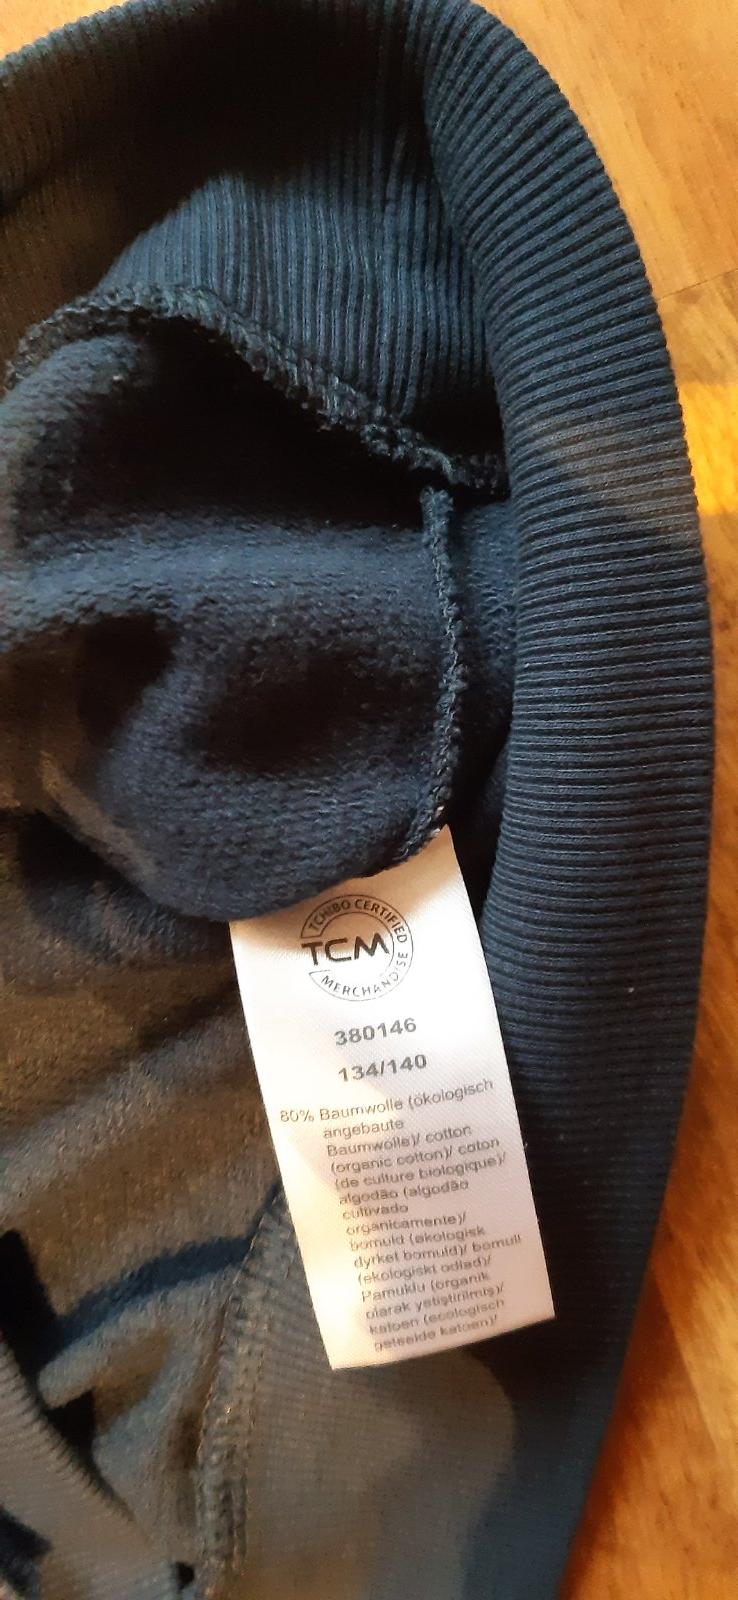 TCHIBO CERTIFIED
TCM
MERCHANDISE
380146
134/140
80% Baumwolle (ökologisch
angebaute
Baumwolle)/ cotton
(organic cotton)/ coton
(de culture biologique)/
algodão (algodão
cultivado
organicamente)/
bomuld (økologisk
dyrket bomuld)/ bomull
(ekologiskt odlad)/
Pamuklu (organik
olarak yetiştirilmiş)/
katoen (ecologisch
geteelde katoen)/